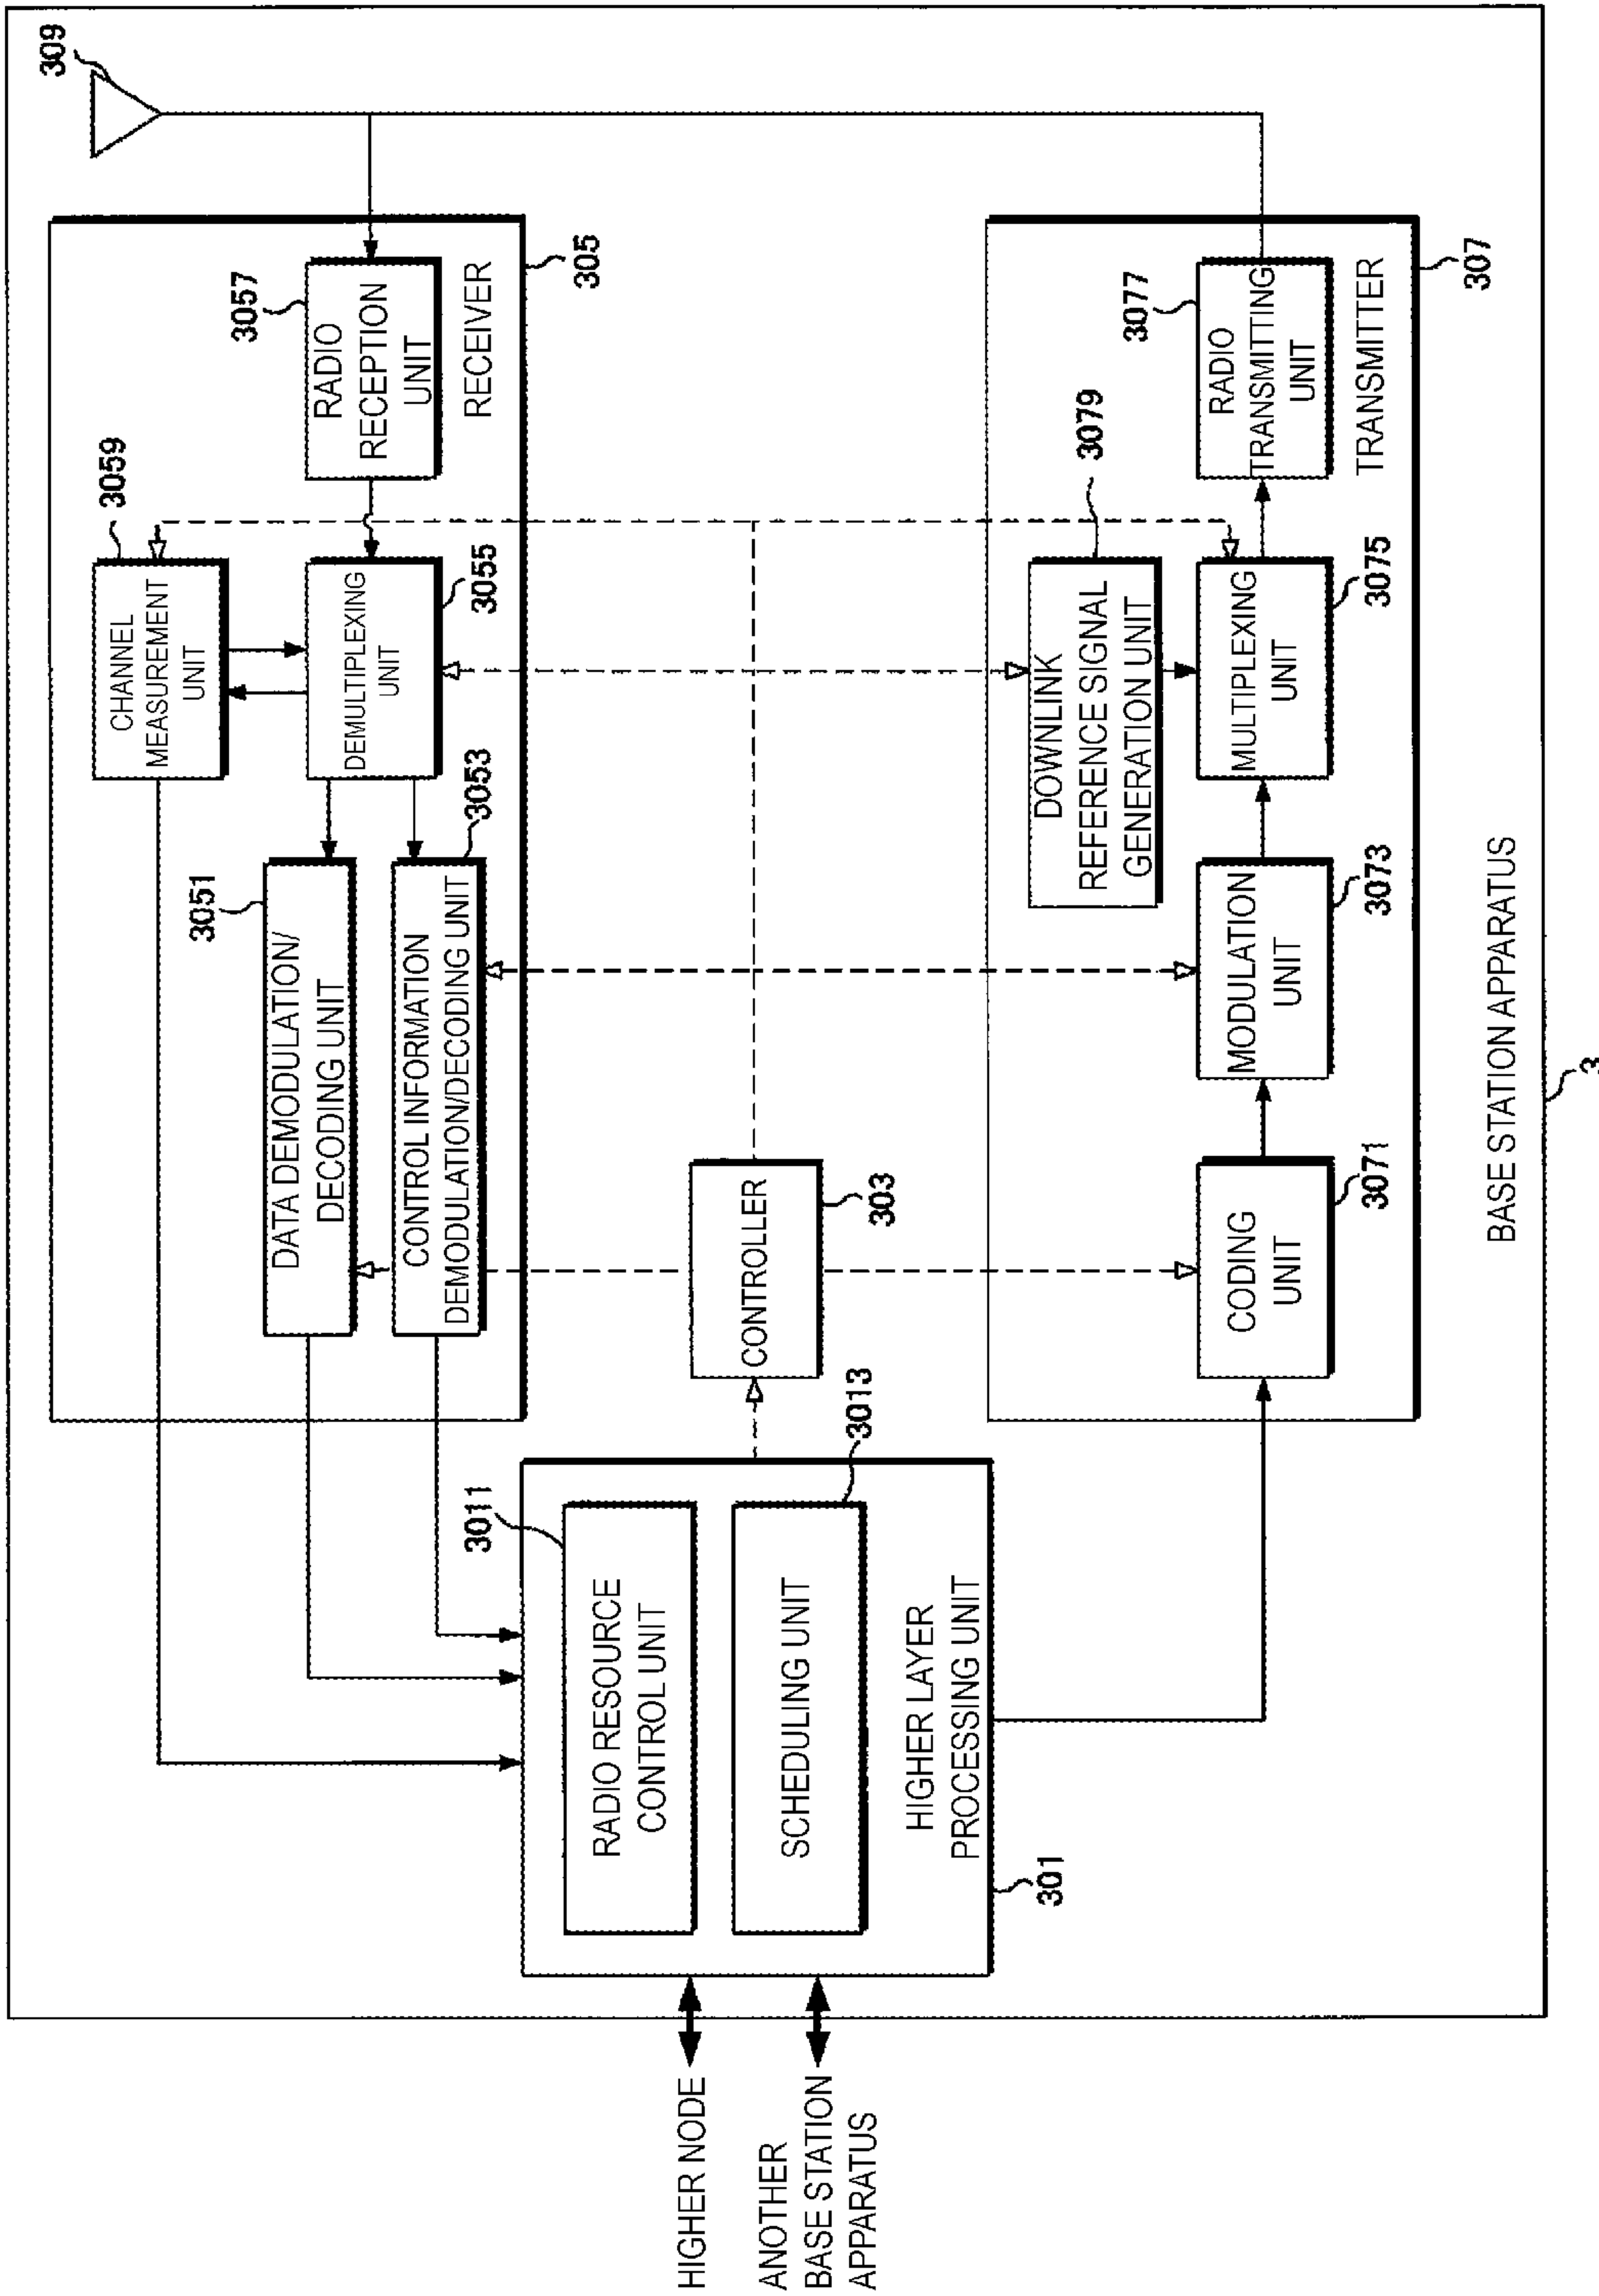 309
3057
RADIO
RECEPTION
UNIT
RECEIVER
305
3059
CHANNEL
MEASUREMENT
UNIT
DEMULTIPLEXING
UNIT
3055
3051
DATA DEMODULATION/
DECODING UNIT
3053
CONTROL INFORMATION
DEMODULATION/DECODING UNIT
CONTROLLER
303
3011
RADIO RESOURCE
CONTROL UNIT
3013
SCHEDULING UNIT
HIGHER LAYER
PROCESSING UNIT
301
HIGHER NODE
ANOTHER
BASE STATION
APPARATUS
CODING
UNIT
3071
MODULATION
UNIT
3073
3079
DOWNLINK
REFERENCE SIGNAL
GENERATION UNIT
MULTIPLEXING
UNIT
3075
3077
RADIO
TRANSMITTING
UNIT
TRANSMITTER
307
BASE STATION APPARATUS
3